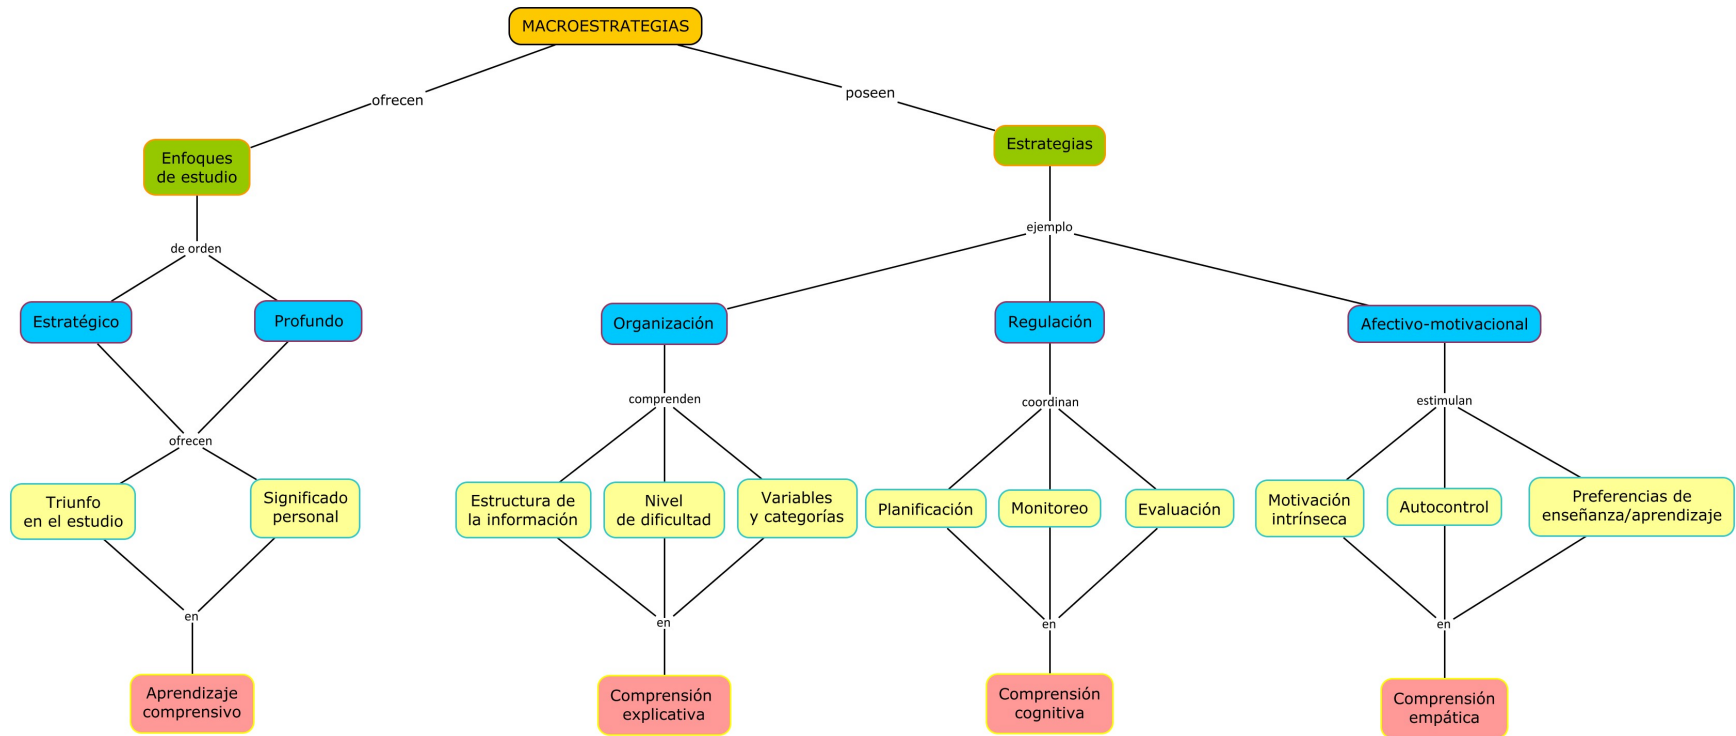 MACROESTRATEGIAS
ofrecen
poseen
Enfoques
de estudio
Estrategias
de orden
ejemplo
Estratégico
Profundo
Organización
Regulación
Afectivo-motivacional
ofrecen
comprenden
coordinan
estimulan
Triunfo
en el estudio
Significado
personal
Estructura de
la información
Nivel
de dificultad
Variables
y categorías
Planificación
Monitoreo
Evaluación
Motivación
intrínseca
Autocontrol
Preferencias de
enseñanza/aprendizaje
en
en
en
en
Aprendizaje
comprensivo
Comprensión
explicativa
Comprensión
cognitiva
Comprensión
empática